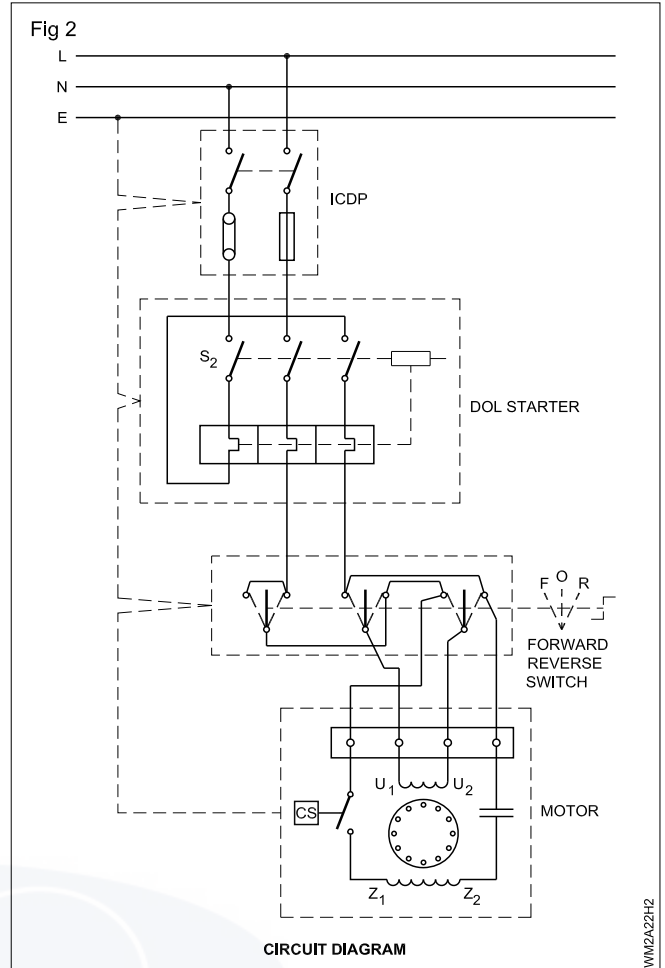 Fig 2
L
N
E
ICDP
S₂
DOL STARTER
F O R
FORWARD
REVERSE
SWITCH
U₁ U₂
CS
MOTOR
Z₁ Z₂
CIRCUIT DIAGRAM
WM2A22H2